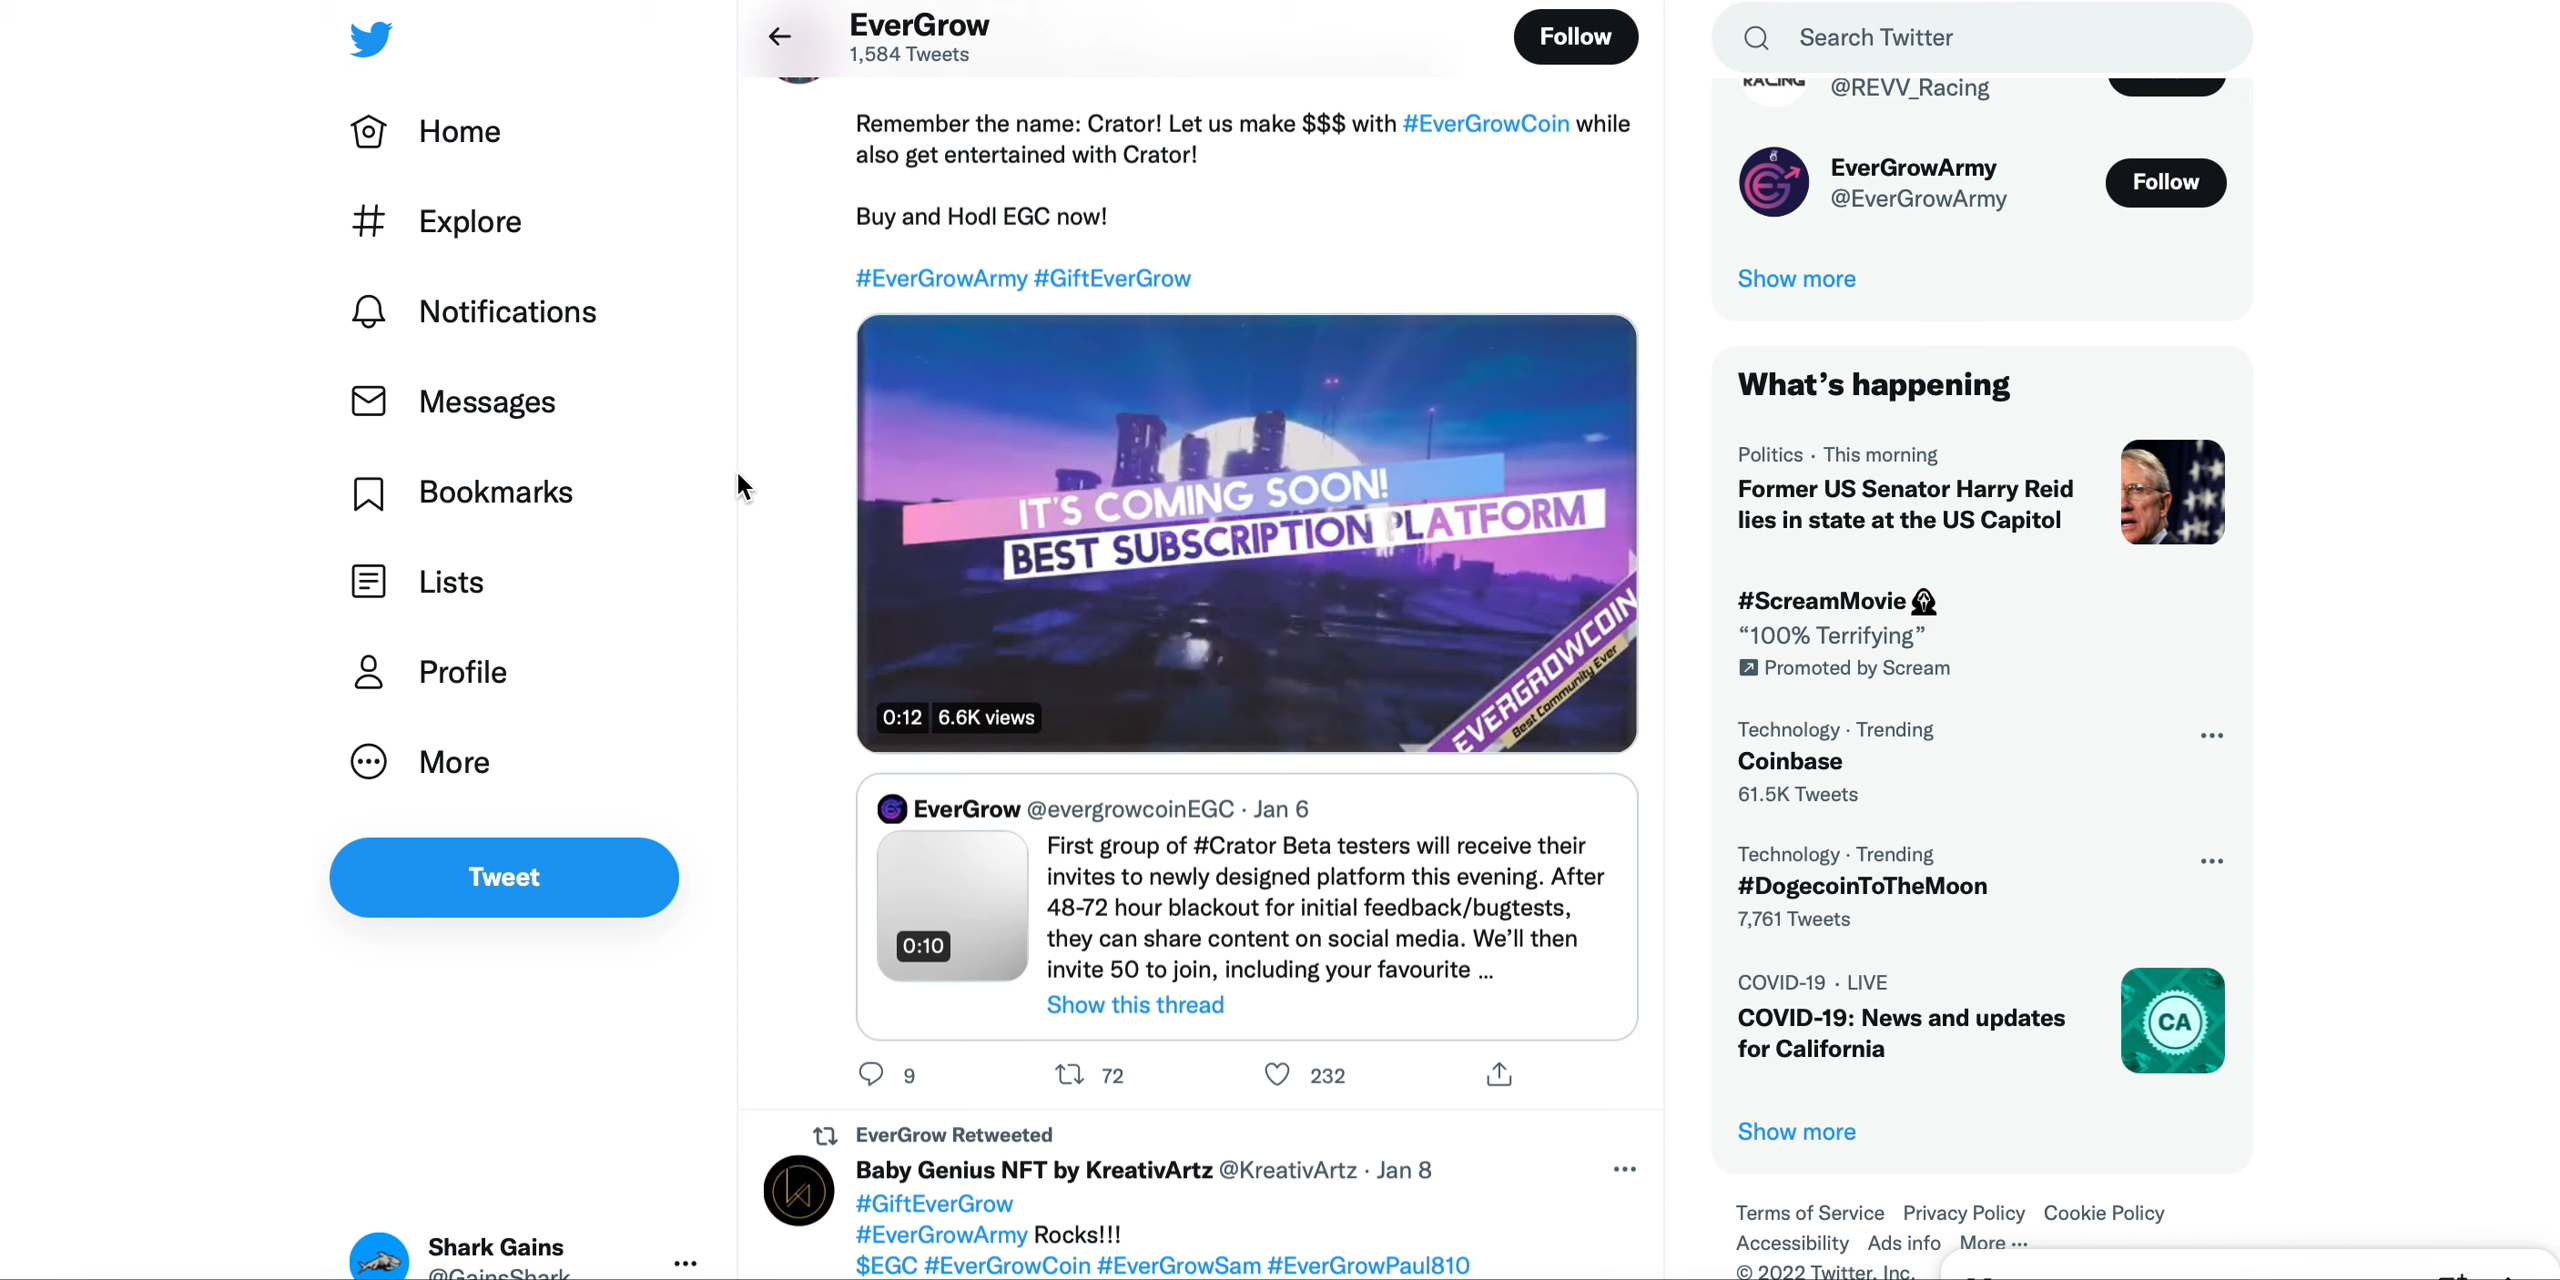 Home
Explore
Notifications
Messages
Bookmarks
Lists
Profile
More
Tweet
Shark Gains
@GainsShark
EverGrow
1,584 Tweets
Follow
Remember the name: Crator! Let us make $$$ with #EverGrowCoin while
also get entertained with Crator!
Buy and Hodl EGC now!
#EverGrowArmy #GiftEverGrow
IT'S COMING SOON!
BEST SUBSCRIPTION PLATFORM
EVERGROWCOIN
Best Community Ever
0:12 6.6K views
EverGrow @evergrowcoinEGC · Jan 6
First group of #Crator Beta testers will receive their
invites to newly designed platform this evening. After
48-72 hour blackout for initial feedback/bugtests,
they can share content on social media. We'll then
invite 50 to join, including your favourite ...
0:10
Show this thread
9 72 232
EverGrow Retweeted
Baby Genius NFT by KreativArtz @KreativArtz · Jan 8
#GiftEverGrow
#EverGrowArmy Rocks!!!
$EGC #EverGrowCoin #EverGrowSam #EverGrowPaul810
Search Twitter
RACING
@REVV_Racing
EverGrowArmy
@EverGrowArmy
Follow
Show more
What's happening
Politics · This morning
Former US Senator Harry Reid
lies in state at the US Capitol
#ScreamMovie
“100% Terrifying”
Promoted by Scream
Technology · Trending
Coinbase
61.5K Tweets
Technology · Trending
#DogecoinToTheMoon
7,761 Tweets
COVID-19 · LIVE
COVID-19: News and updates
for California
CA
Show more
Terms of Service Privacy Policy Cookie Policy
Accessibility Ads info More ···
© 2022 Twitter, Inc.